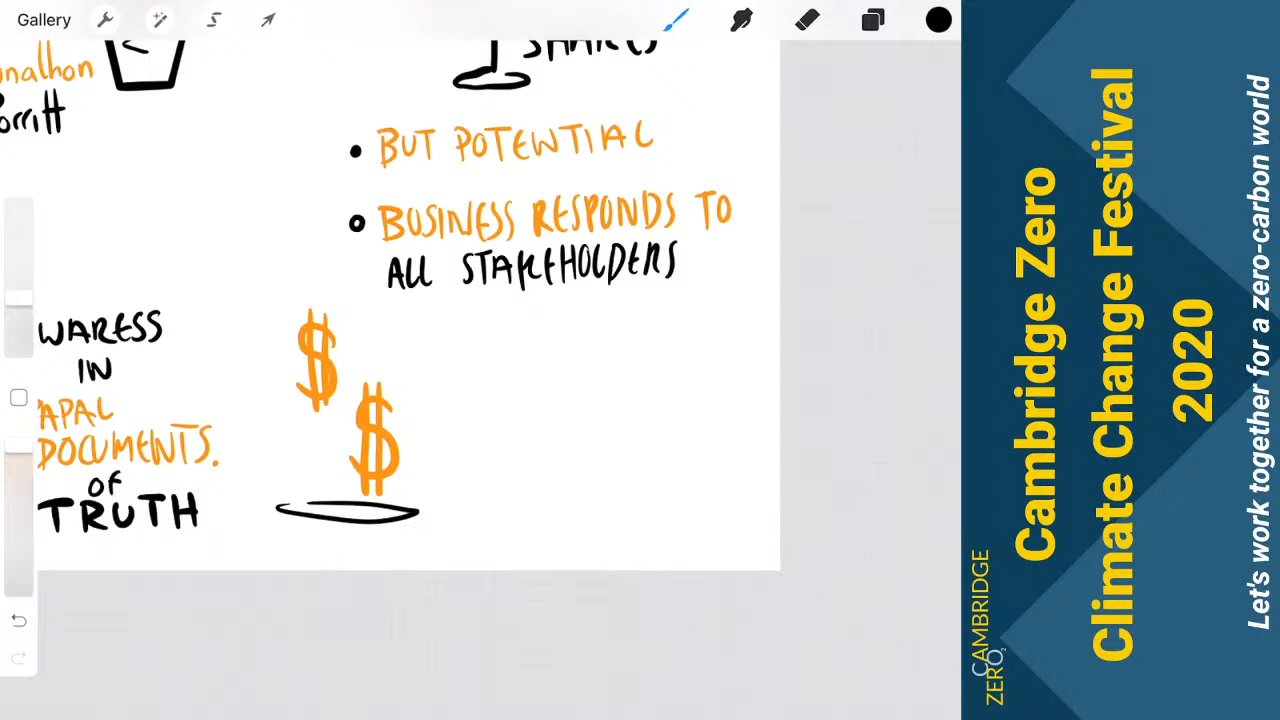 Gallery
nathon
orritt
SHARES
BUT POTENTIAL
BUSINESS RESPONDS TO
ALL STAKEHOLDERS
WARESS
IN
APAL
DOCUMENTS.
OF
TRUTH
$
$
Cambridge Zero
Climate Change Festival
2020
Let's work together for a zero-carbon world
CAMBRIDGE
ZERO₂